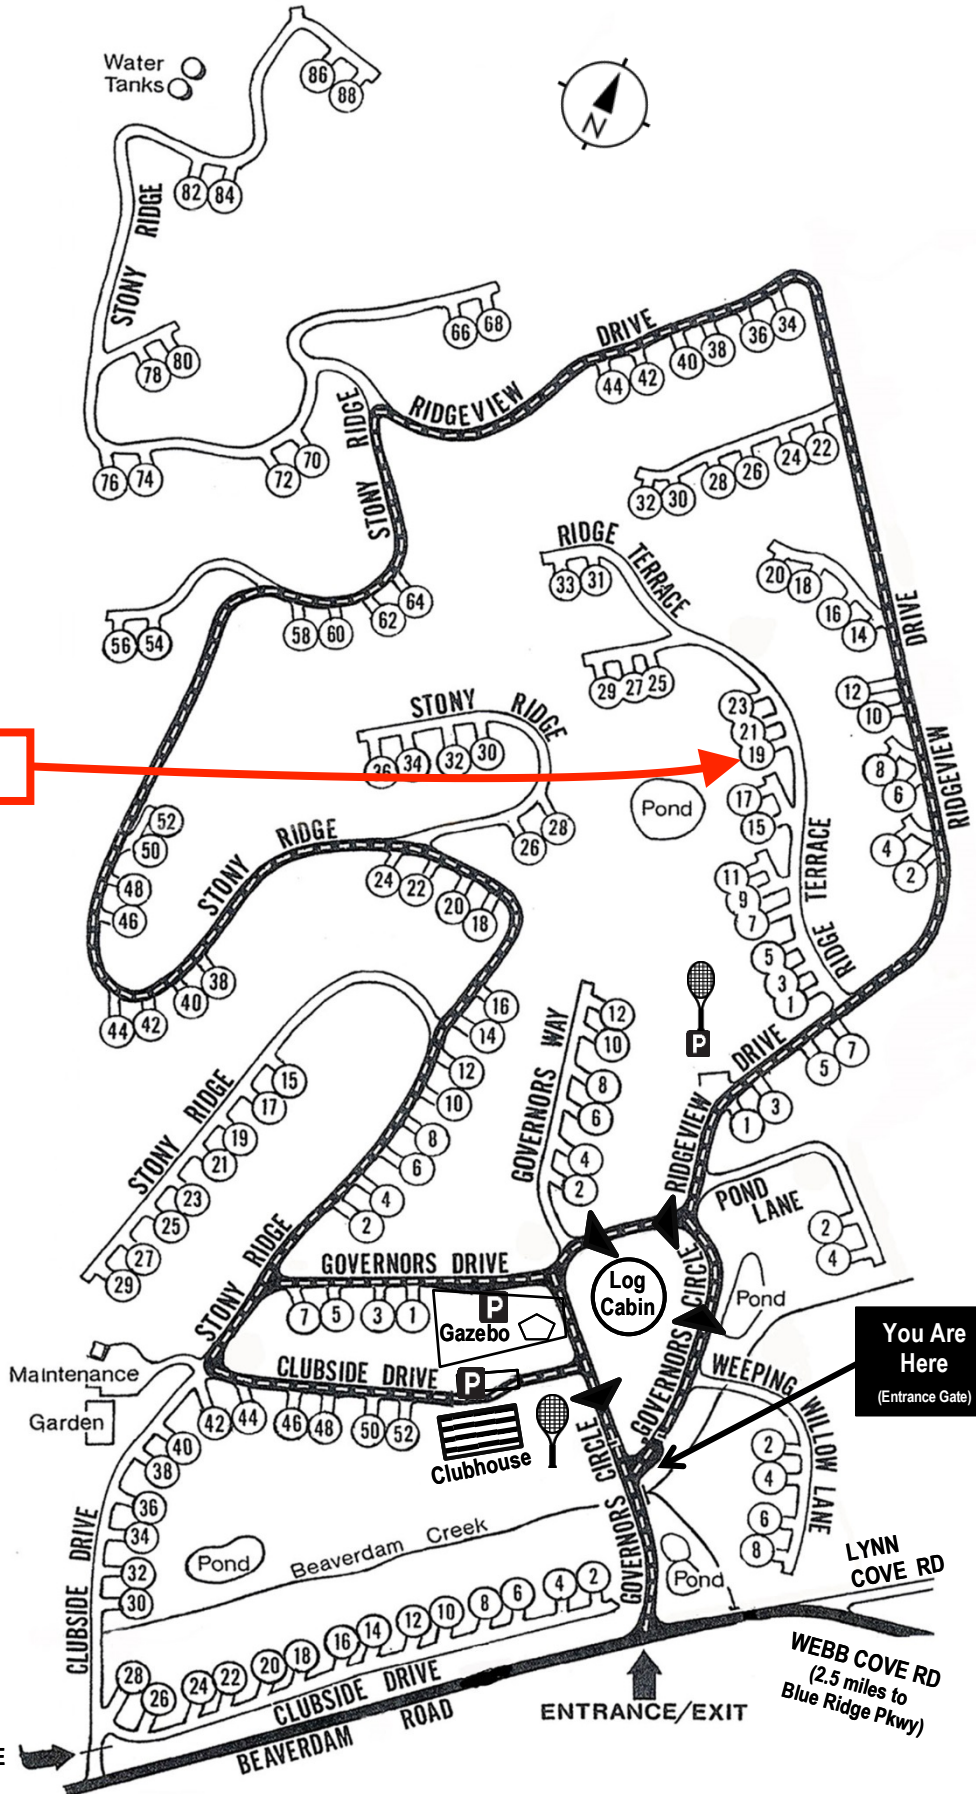 Water
Tanks
86
88
N
82
84
STONY RIDGE
66
68
DRIVE
34
36
38
40
42
44
78
80
RIDGEVIEW
RIDGE
STONY
70
72
74
76
22
24
26
28
30
32
RIDGE TERRACE
33
31
20
18
16
14
DRIVE
64
62
60
58
56
54
29
27
25
12
10
23
21
19
STONY RIDGE
36
34
32
30
RIDGEVIEW
8
6
17
15
Pond
52
50
28
26
STONY RIDGE
4
2
24
22
20
18
48
46
11
9
7
RIDGE TERRACE
5
3
1
38
40
42
44
16
14
12
10
P
DRIVE
7
5
GOVERNORS WAY
12
10
8
6
4
2
3
1
RIDGEVIEW
STONY RIDGE
15
17
19
21
23
25
27
29
12
10
8
6
4
2
POND
LANE
2
4
STONY RIDGE
GOVERNORS DRIVE
7
5
3
1
P
Gazebo
Log
Cabin
GOVERNORS CIRCLE
Pond
You Are
Here
(Entrance Gate)
Maintenance
Garden
CLUBSIDE DRIVE
P
42
44
46
48
50
52
Clubhouse
WEEPING
WILLOW LANE
2
4
6
8
40
38
36
34
32
30
CLUBSIDE DRIVE
Pond
Beaverdam Creek
GOVERNORS CIRCLE
Pond
LYNN
COVE RD
28
26
24
22
20
18
16
14
12
10
8
6
4
2
CLUBSIDE DRIVE
BEAVERDAM ROAD
ENTRANCE/EXIT
WEBB COVE RD
(2.5 miles to
Blue Ridge Pkwy)
E